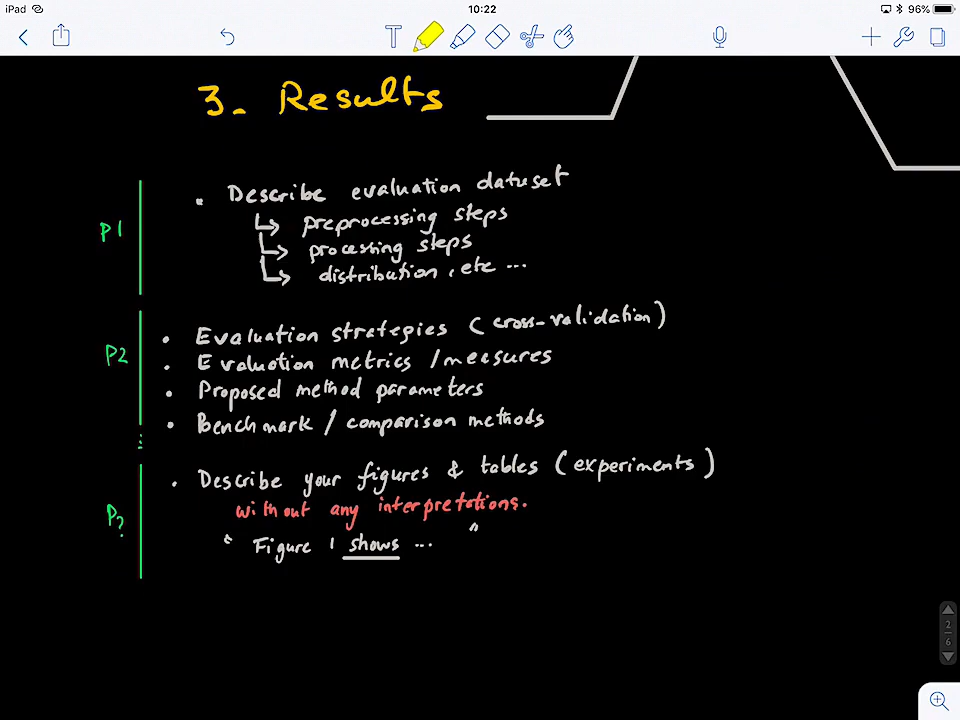 iPad 10:22 96%
T
3. Results
P1
• Describe evaluation dataset
↳ preprocessing steps
↳ processing steps
↳ distribution, etc ...
P2
• Evaluation strategies (cross-validation)
• Evaluation metrics / measures
• Proposed method parameters
• Benchmark / comparison methods
⋮
P?
• Describe your figures & tables (experiments)
without any interpretations.
" Figure 1 shows ... "
2
6